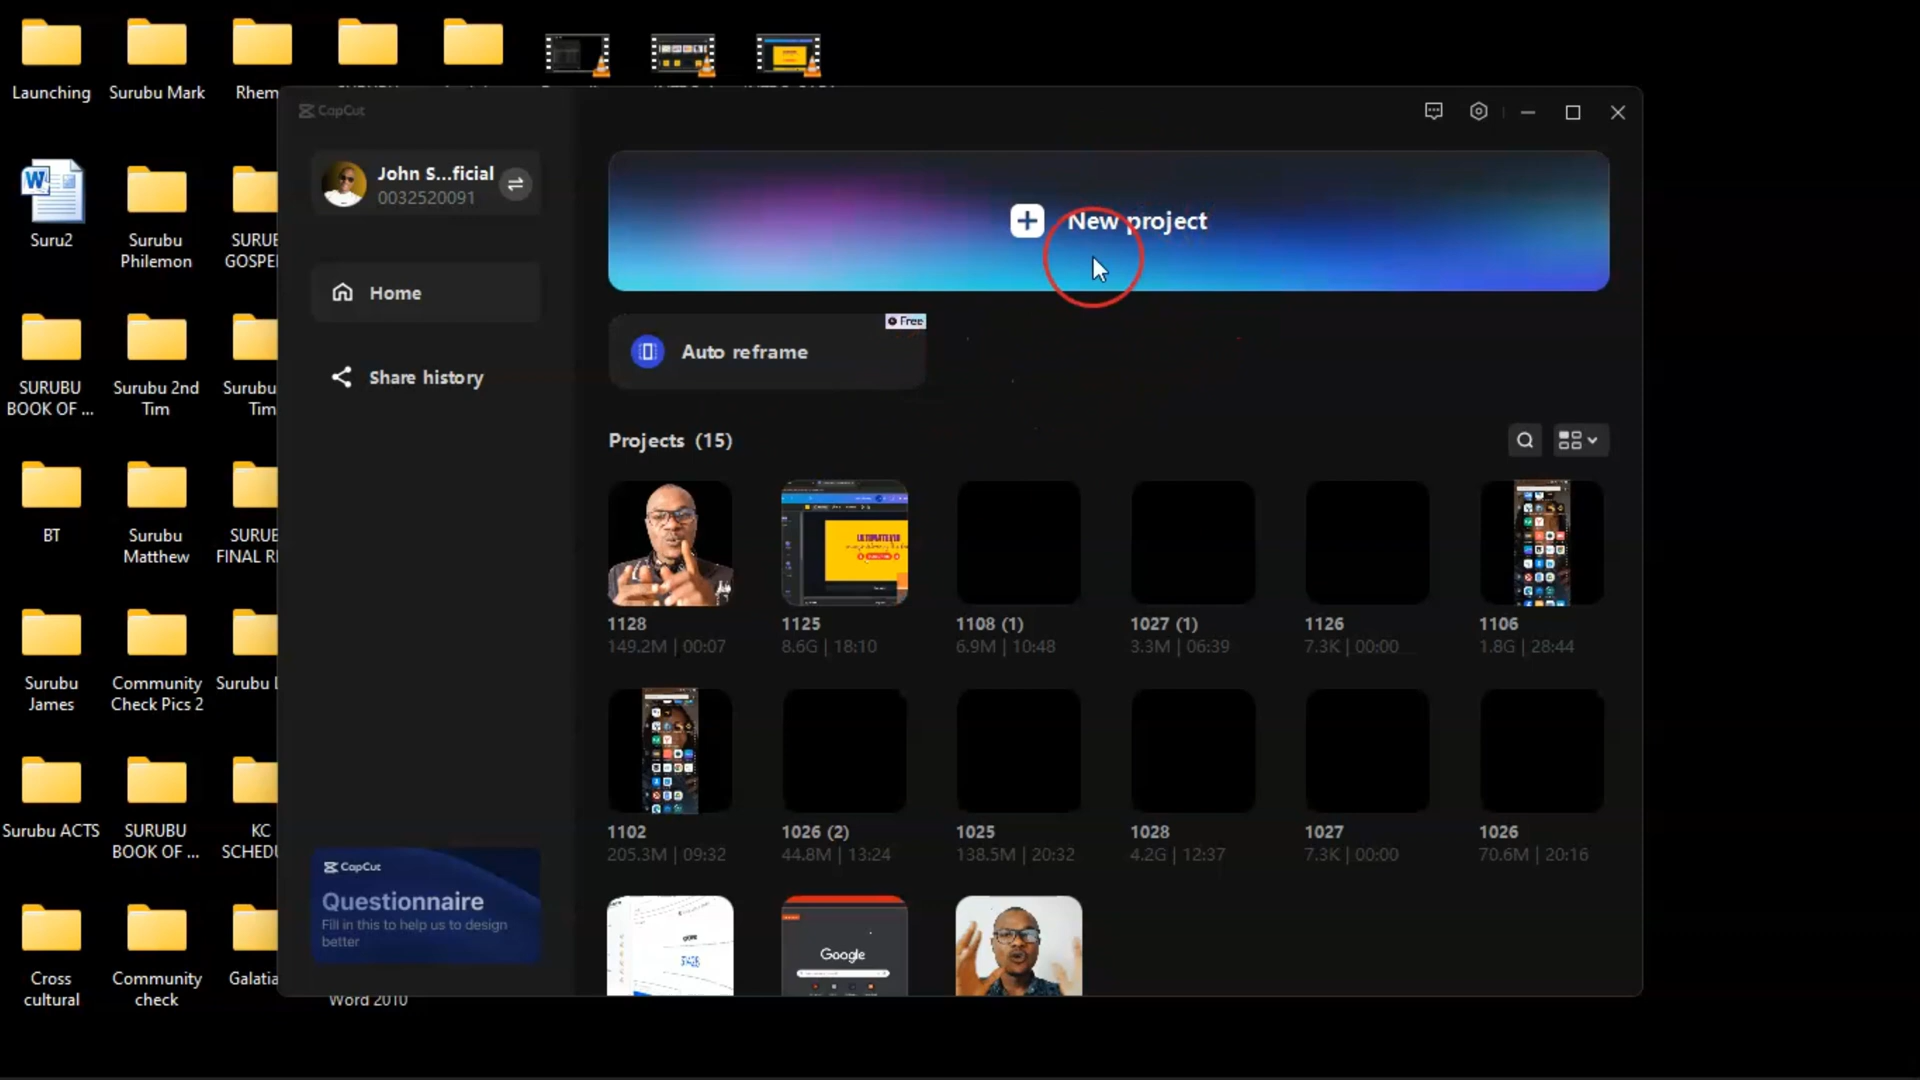 Launching
Surubu Mark
Rhem
CapCut
John S...ficial
0032520091
New project
Suru2
Surubu
Philemon
SURUB
GOSPE
Home
Free
Auto reframe
Share history
SURUBU
BOOK OF ...
Surubu 2nd
Tim
Surubu
Tim
Projects (15)
BT
Surubu
Matthew
SURUB
FINAL R
1128
149.2M | 00:07
1125
8.6G | 18:10
1108 (1)
6.9M | 10:48
1027 (1)
3.3M | 06:39
1126
7.3K | 00:00
1106
1.8G | 28:44
Surubu
James
Community
Check Pics 2
Surubu
1102
205.3M | 09:32
1026 (2)
44.8M | 13:24
1025
138.5M | 20:32
1028
4.2G | 12:37
1027
7.3K | 00:00
1026
70.6M | 20:16
Surubu ACTS
SURUBU
BOOK OF ...
KC
SCHEDU
CapCut
Questionnaire
Fill in this to help us to design
better
Google
Cross
cultural
Community
check
Galatia
Word 2010